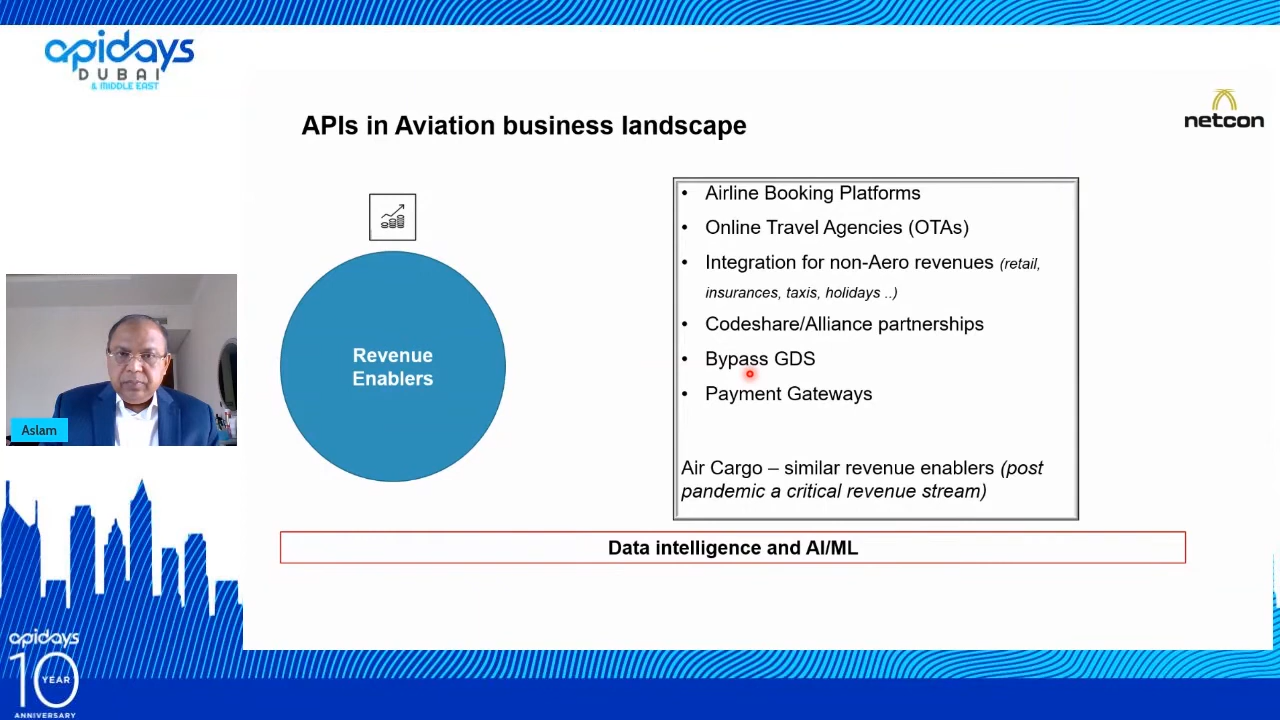 apidays
DUBAI
& MIDDLE EAST
netcon
APIs in Aviation business landscape
Revenue
Enablers
• Airline Booking Platforms
• Online Travel Agencies (OTAs)
• Integration for non-Aero revenues (retail,
insurances, taxis, holidays ..)
• Codeshare/Alliance partnerships
• Bypass GDS
• Payment Gateways
Air Cargo – similar revenue enablers (post
pandemic a critical revenue stream)
Data intelligence and AI/ML
Aslam
apidays
10
YEAR
ANNIVERSARY